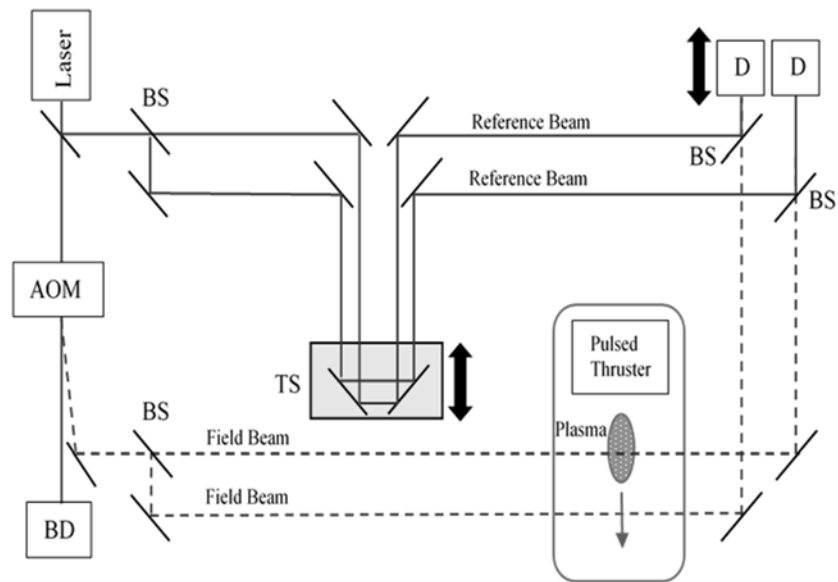 Laser
BS
D
D
Reference Beam
BS
Reference Beam
BS
AOM
Pulsed
Thruster
TS
BS
Plasma
Field Beam
Field Beam
BD